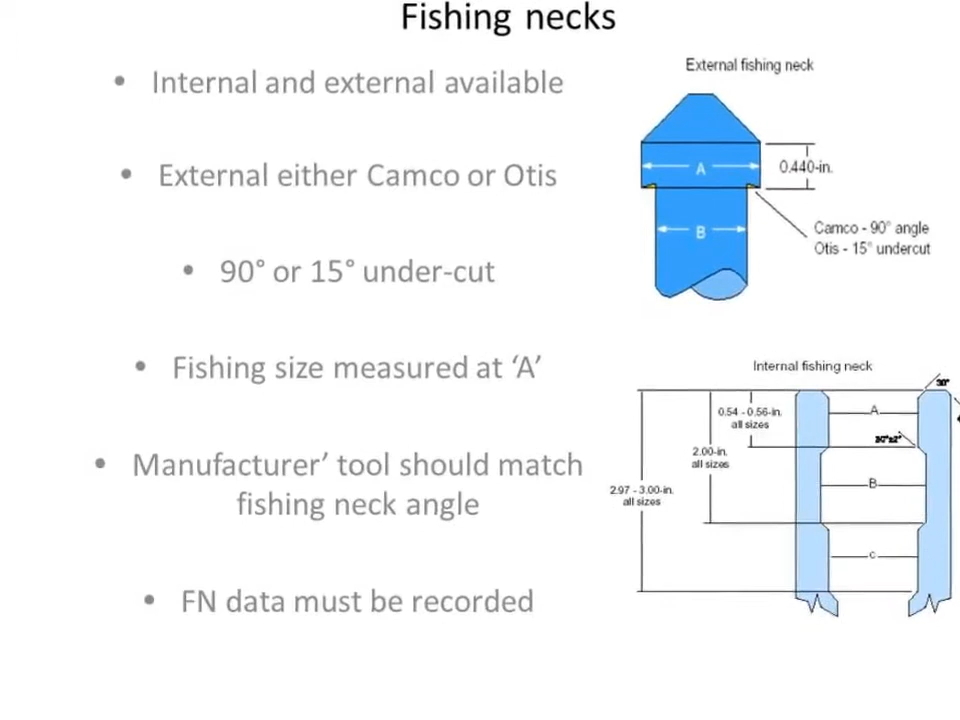 Fishing necks
• Internal and external available
• External either Camco or Otis
• 90° or 15° under-cut
• Fishing size measured at ‘A’
• Manufacturer’ tool should match
fishing neck angle
• FN data must be recorded
External fishing neck
A
0.440-in.
B
Camco - 90° angle
Otis - 15° undercut
Internal fishing neck
30°
0.54 - 0.56-in.
all sizes
A
2.00-in.
all sizes
B
2.97 - 3.00-in.
all sizes
C